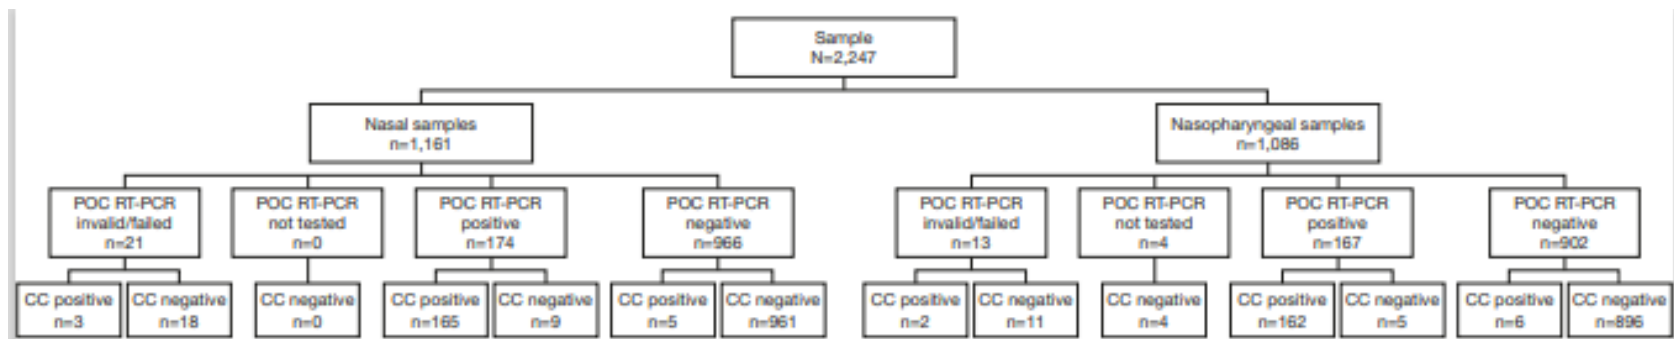 Sample
N=2,247
Nasal samples
n=1,161
Nasopharyngeal samples
n=1,086
POC RT-PCR
invalid/failed
n=21
POC RT-PCR
not tested
n=0
POC RT-PCR
positive
n=174
POC RT-PCR
negative
n=966
POC RT-PCR
invalid/failed
n=13
POC RT-PCR
not tested
n=4
POC RT-PCR
positive
n=167
POC RT-PCR
negative
n=902
CC positive
n=3
CC negative
n=18
CC negative
n=0
CC positive
n=165
CC negative
n=9
CC positive
n=5
CC negative
n=961
CC positive
n=2
CC negative
n=11
CC negative
n=4
CC positive
n=162
CC negative
n=5
CC positive
n=6
CC negative
n=896